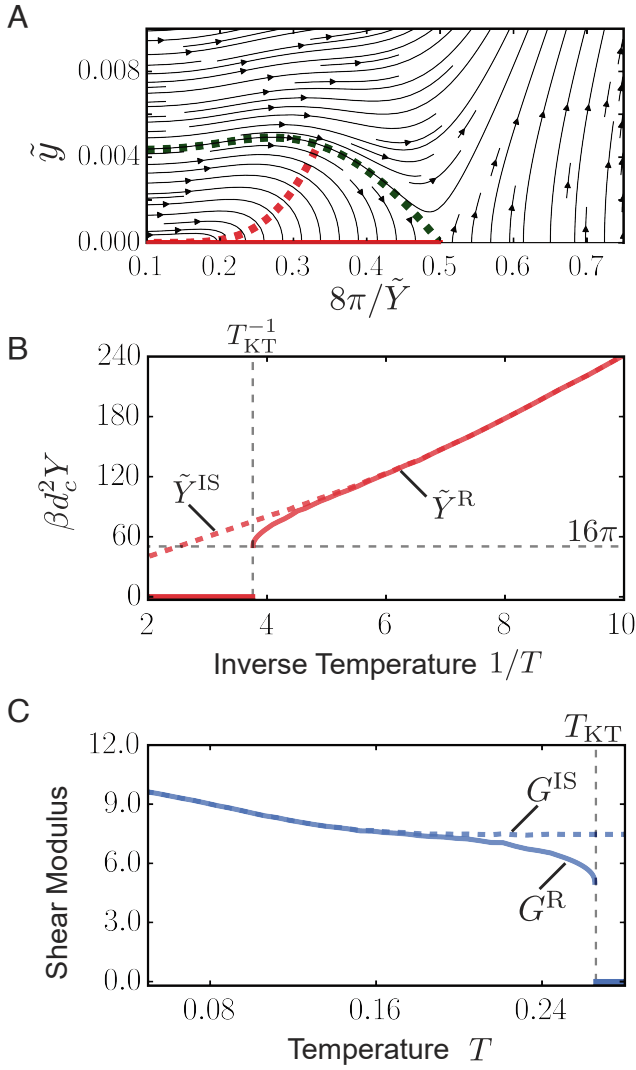 A
0.008
0.004
0.000
ỹ
0.1 0.2 0.3 0.4 0.5 0.6 0.7
8π/Ỹ
B
T_KT^{-1}
240
180
120
60
0
βd_c^2Y
Ỹ^IS
Ỹ^R
16π
2 4 6 8 10
Inverse Temperature 1/T
C
T_KT
12.0
9.0
6.0
3.0
0.0
Shear Modulus
G^IS
G^R
0.08 0.16 0.24
Temperature T